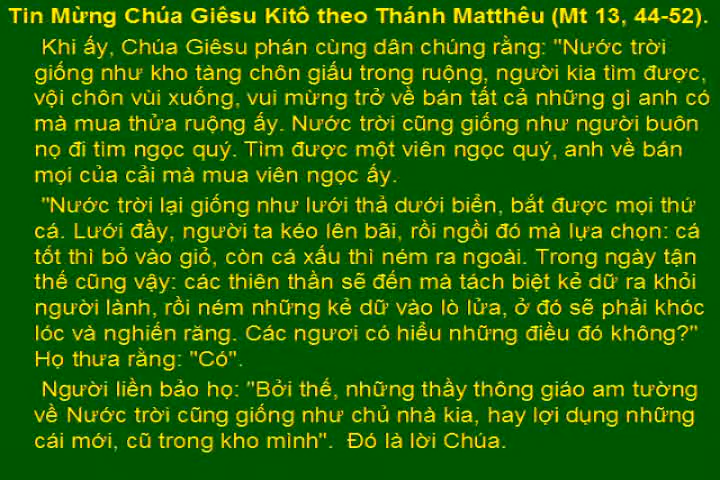 Tin Mừng Chúa Giêsu Kitô theo Thánh Matthêu (Mt 13, 44-52).
Khi ấy, Chúa Giêsu phán cùng dân chúng rằng: "Nước trời
giống như kho tàng chôn giấu trong ruộng, người kia tìm được,
vội chôn vùi xuống, vui mừng trở về bán tất cả những gì anh có
mà mua thửa ruộng ấy. Nước trời cũng giống như người buôn
nọ đi tìm ngọc quý. Tìm được một viên ngọc quý, anh về bán
mọi của cải mà mua viên ngọc ấy.
"Nước trời lại giống như lưới thả dưới biển, bắt được mọi thứ
cá. Lưới đầy, người ta kéo lên bãi, rồi ngồi đó mà lựa chọn: cá
tốt thì bỏ vào giỏ, còn cá xấu thì ném ra ngoài. Trong ngày tận
thế cũng vậy: các thiên thần sẽ đến mà tách biệt kẻ dữ ra khỏi
người lành, rồi ném những kẻ dữ vào lò lửa, ở đó sẽ phải khóc
lóc và nghiến răng. Các ngươi có hiểu những điều đó không?"
Họ thưa rằng: "Có".
Người liền bảo họ: "Bởi thế, những thầy thông giáo am tường
về Nước trời cũng giống như chủ nhà kia, hay lợi dụng những
cái mới, cũ trong kho mình". Đó là lời Chúa.